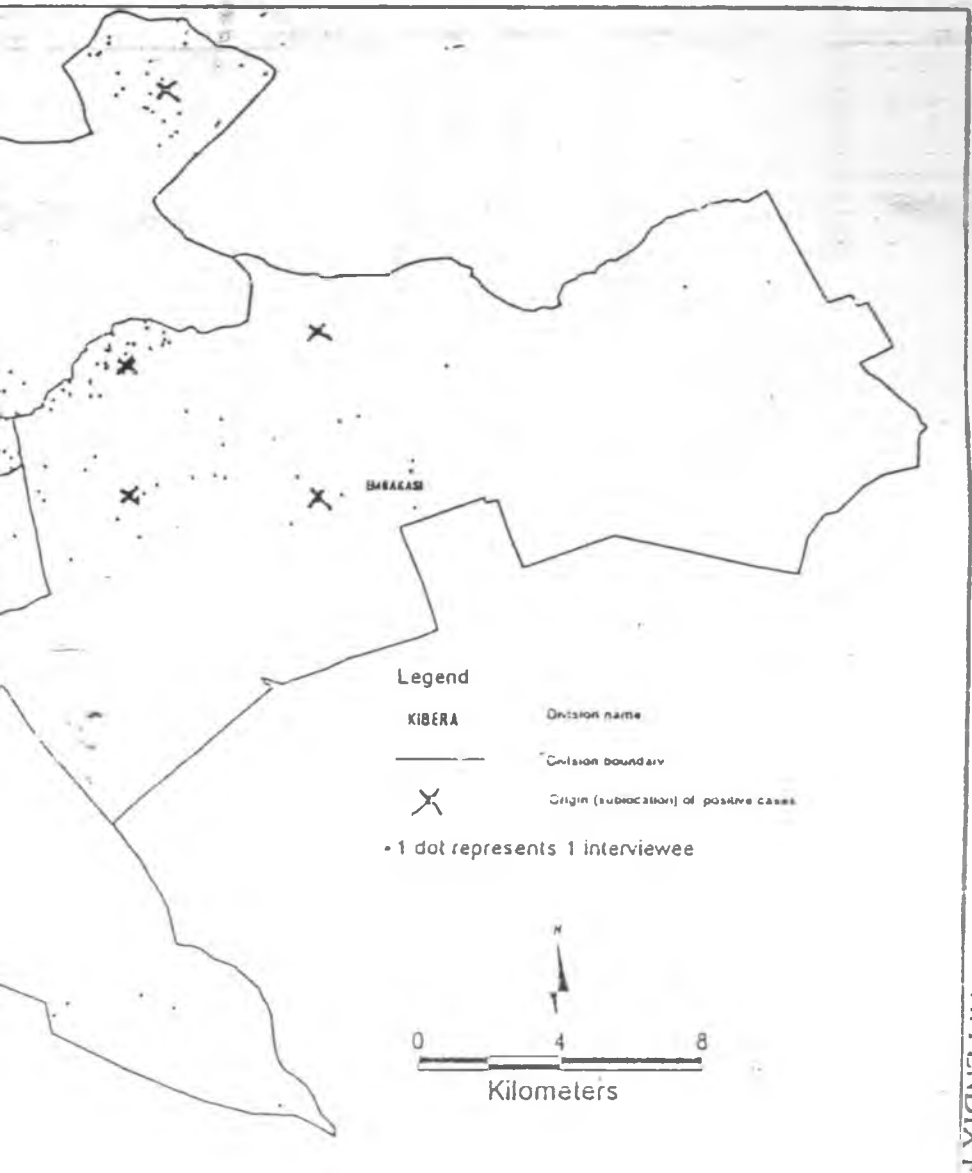 EMBAKASI
Legend
KIBERA Division name
Division boundary
Origin (sublocation) of positive cases
1 dot represents 1 interviewee
N
0 4 8
Kilometers